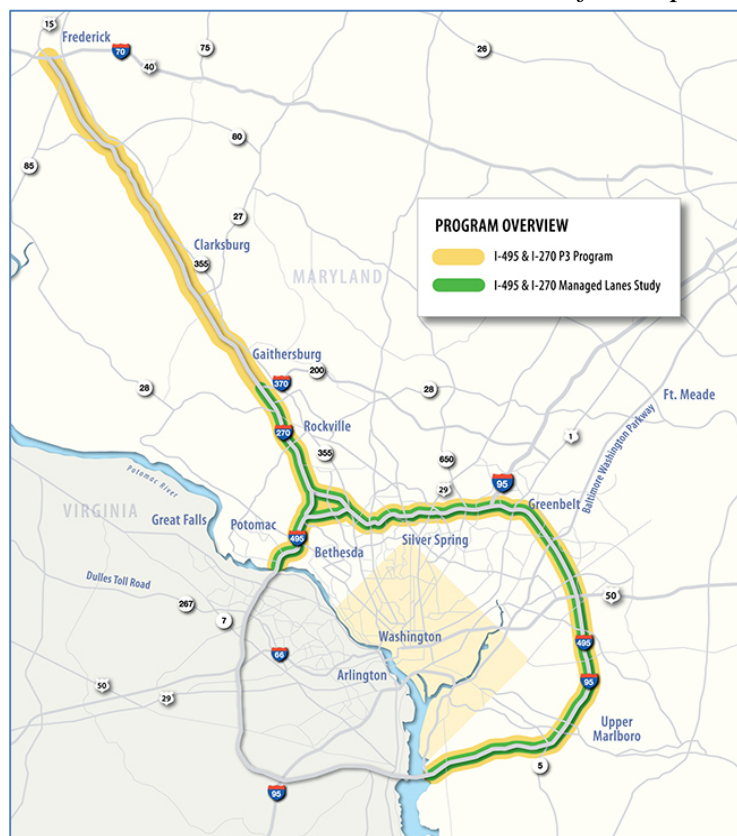 15
Frederick
70
75
40
26
80
85
27
Clarksburg
355
MARYLAND
PROGRAM OVERVIEW
I-495 & I-270 P3 Program
I-495 & I-270 Managed Lanes Study
Gaithersburg
370
200
28
28
Ft. Meade
270
Rockville
355
650
1
Baltimore Washington Parkway
29
95
Greenbelt
Potomac River
VIRGINIA
Great Falls
Potomac
495
Bethesda
Silver Spring
Dulles Toll Road
267
7
50
Washington
495
66
Arlington
95
50
29
Upper
Marlboro
5
95